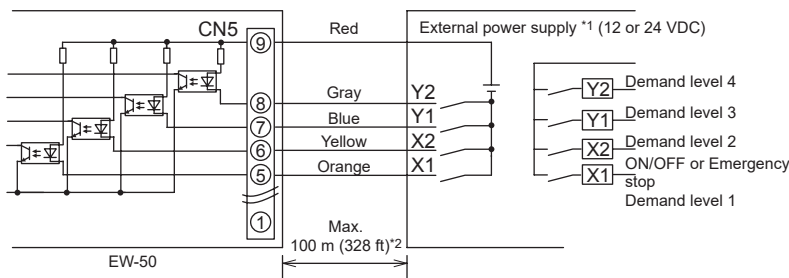 CN5
Red
External power supply *1 (12 or 24 VDC)
9
8
Gray
Y2
7
Blue
Y1
6
Yellow
X2
5
Orange
X1
1
Y2
Demand level 4
Y1
Demand level 3
X2
Demand level 2
X1
ON/OFF or Emergency
stop
Demand level 1
Max.
100 m (328 ft)*2
EW-50